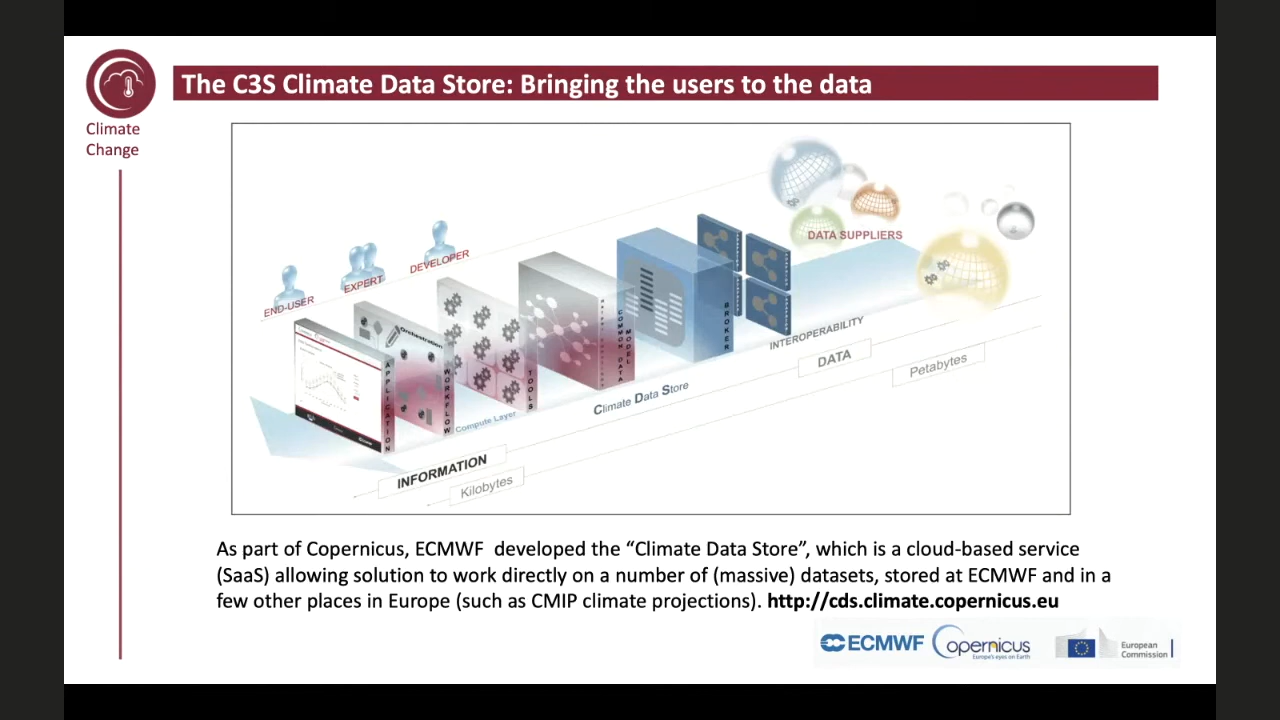 The C3S Climate Data Store: Bringing the users to the data
Climate
Change
DATA SUPPLIERS
DEVELOPER
EXPERT
END-USER
Orchestration
APPLICATION
WORKFLOW
TOOLS
COMMON DATA
MODEL
BROKER
INTEROPERABILITY
DATA
Petabytes
Climate Data Store
Compute Layer
INFORMATION
Kilobytes
As part of Copernicus, ECMWF developed the “Climate Data Store”, which is a cloud-based service
(SaaS) allowing solution to work directly on a number of (massive) datasets, stored at ECMWF and in a
few other places in Europe (such as CMIP climate projections). http://cds.climate.copernicus.eu
ECMWF
Copernicus
Europe's eyes on Earth
European
Commission